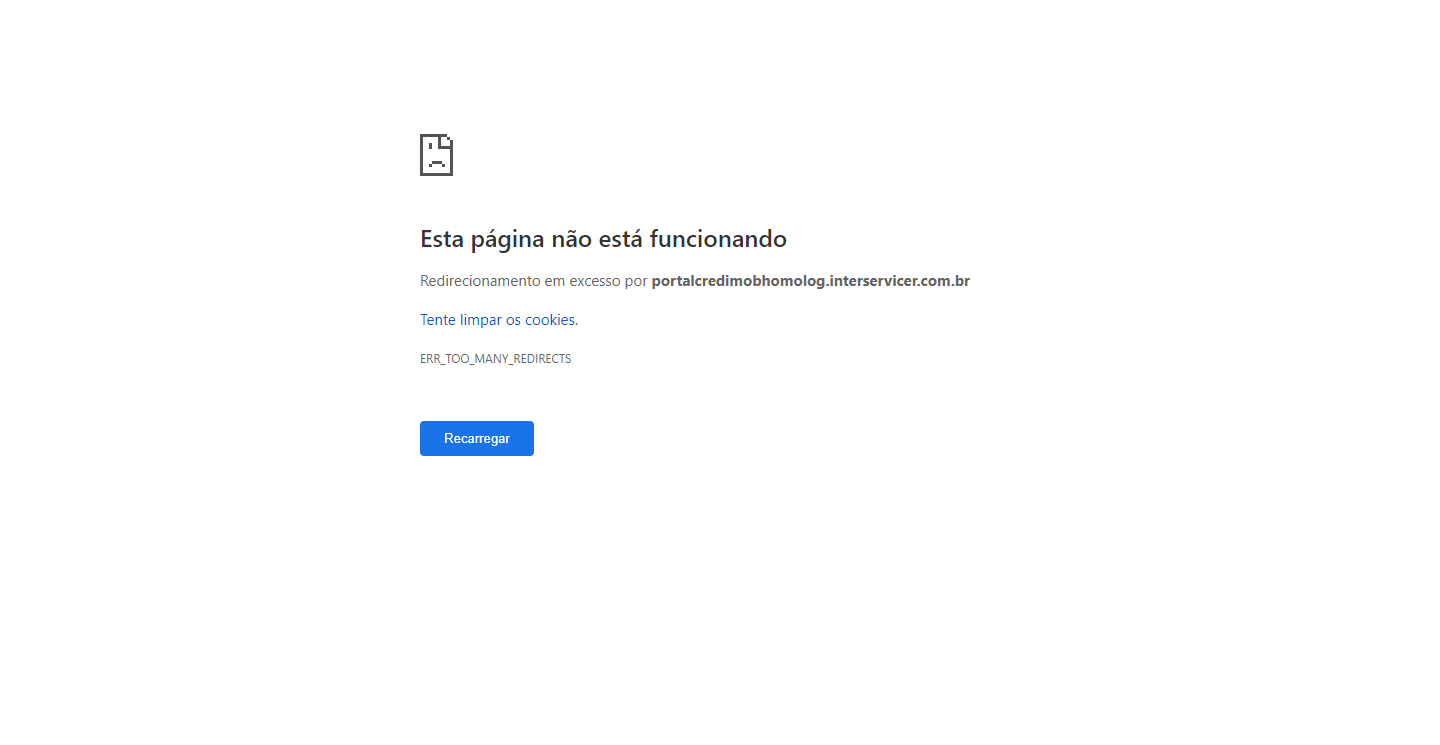 Esta página não está funcionando
Redirecionamento em excesso por portalcredimobhomolog.interservicer.com.br
Tente limpar os cookies.
ERR_TOO_MANY_REDIRECTS
Recarregar